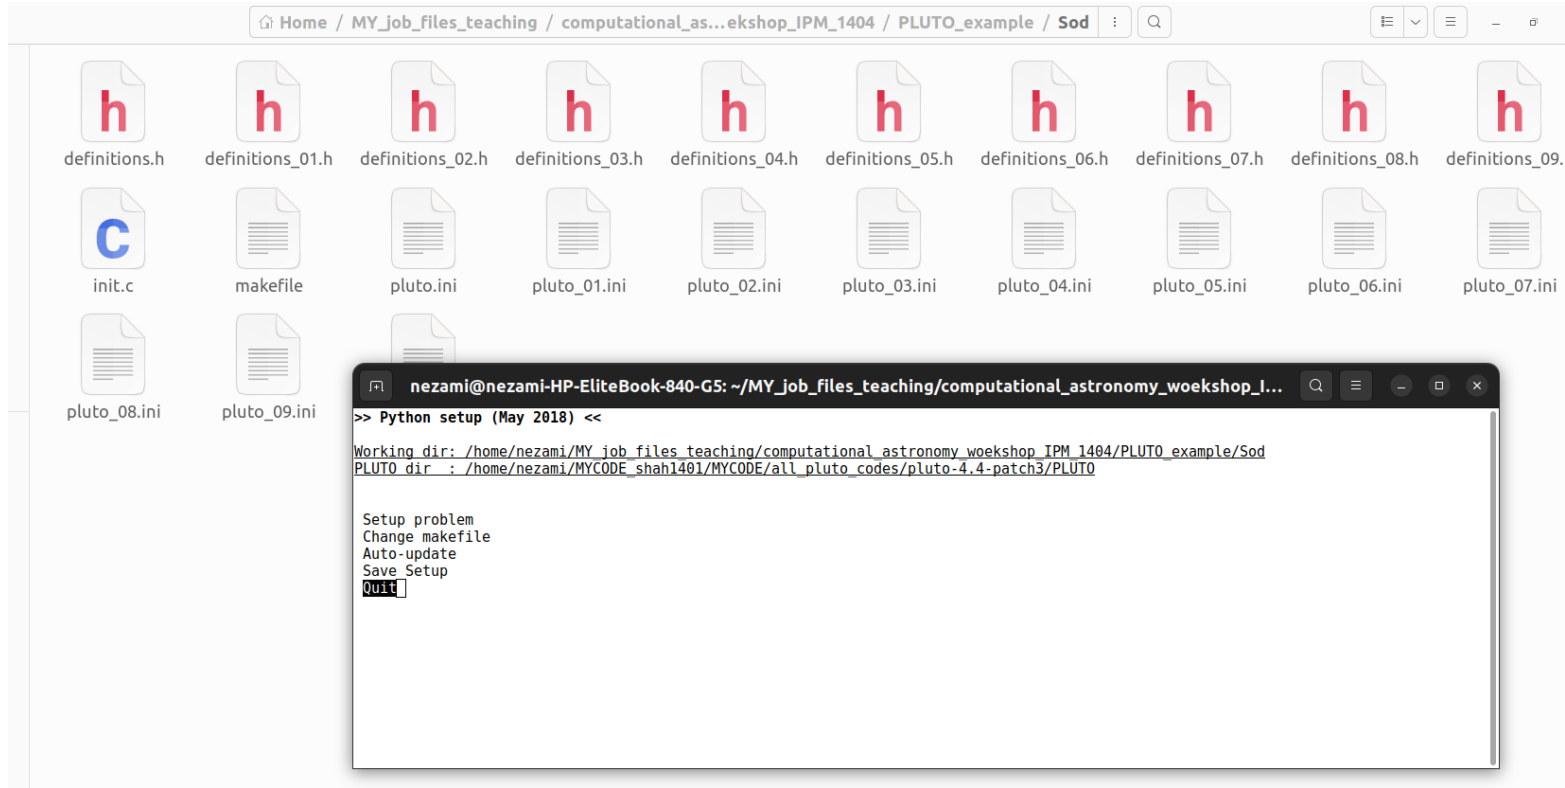 Home / MY_job_files_teaching / computational_as...ekshop_IPM_1404 / PLUTO_example / Sod
h h h h h h h h h h
definitions.h definitions_01.h definitions_02.h definitions_03.h definitions_04.h definitions_05.h definitions_06.h definitions_07.h definitions_08.h definitions_09.
C
init.c makefile pluto.ini pluto_01.ini pluto_02.ini pluto_03.ini pluto_04.ini pluto_05.ini pluto_06.ini pluto_07.ini
pluto_08.ini pluto_09.ini
nezami@nezami-HP-EliteBook-840-G5: ~/MY_job_files_teaching/computational_astronomy_woekshop_I...
>> Python setup (May 2018) <<
Working dir: /home/nezami/MY_job_files_teaching/computational_astronomy_woekshop_IPM_1404/PLUTO_example/Sod
PLUTO dir  : /home/nezami/MYCODE_shah1401/MYCODE/all_pluto_codes/pluto-4.4-patch3/PLUTO
Setup problem
Change makefile
Auto-update
Save Setup
Quit